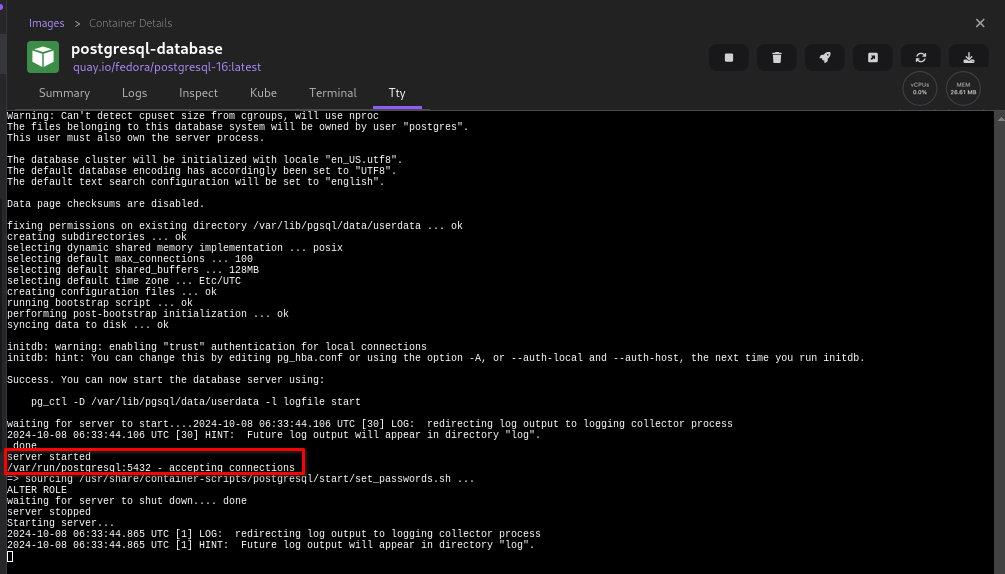 Images > Container Details
postgresql-database
quay.io/fedora/postgresql-16:latest
vCPUs
0.0%
MEM
26.61 MB
Summary Logs Inspect Kube Terminal Tty
Warning: Can't detect cpuset size from cgroups, will use nproc
The files belonging to this database system will be owned by user "postgres".
This user must also own the server process.
The database cluster will be initialized with locale "en_US.utf8".
The default database encoding has accordingly been set to "UTF8".
The default text search configuration will be set to "english".
Data page checksums are disabled.
fixing permissions on existing directory /var/lib/pgsql/data/userdata ... ok
creating subdirectories ... ok
selecting dynamic shared memory implementation ... posix
selecting default max_connections ... 100
selecting default shared_buffers ... 128MB
selecting default time zone ... Etc/UTC
creating configuration files ... ok
running bootstrap script ... ok
performing post-bootstrap initialization ... ok
syncing data to disk ... ok
initdb: warning: enabling "trust" authentication for local connections
initdb: hint: You can change this by editing pg_hba.conf or using the option -A, or --auth-local and --auth-host, the next time you run initdb.
Success. You can now start the database server using:
pg_ctl -D /var/lib/pgsql/data/userdata -l logfile start
waiting for server to start....2024-10-08 06:33:44.106 UTC [30] LOG:  redirecting log output to logging collector process
2024-10-08 06:33:44.106 UTC [30] HINT:  Future log output will appear in directory "log".
done
server started
/var/run/postgresql:5432 - accepting connections
=> sourcing /usr/share/container-scripts/postgresql/start/set_passwords.sh ...
ALTER ROLE
waiting for server to shut down.... done
server stopped
Starting server...
2024-10-08 06:33:44.865 UTC [1] LOG:  redirecting log output to logging collector process
2024-10-08 06:33:44.865 UTC [1] HINT:  Future log output will appear in directory "log".